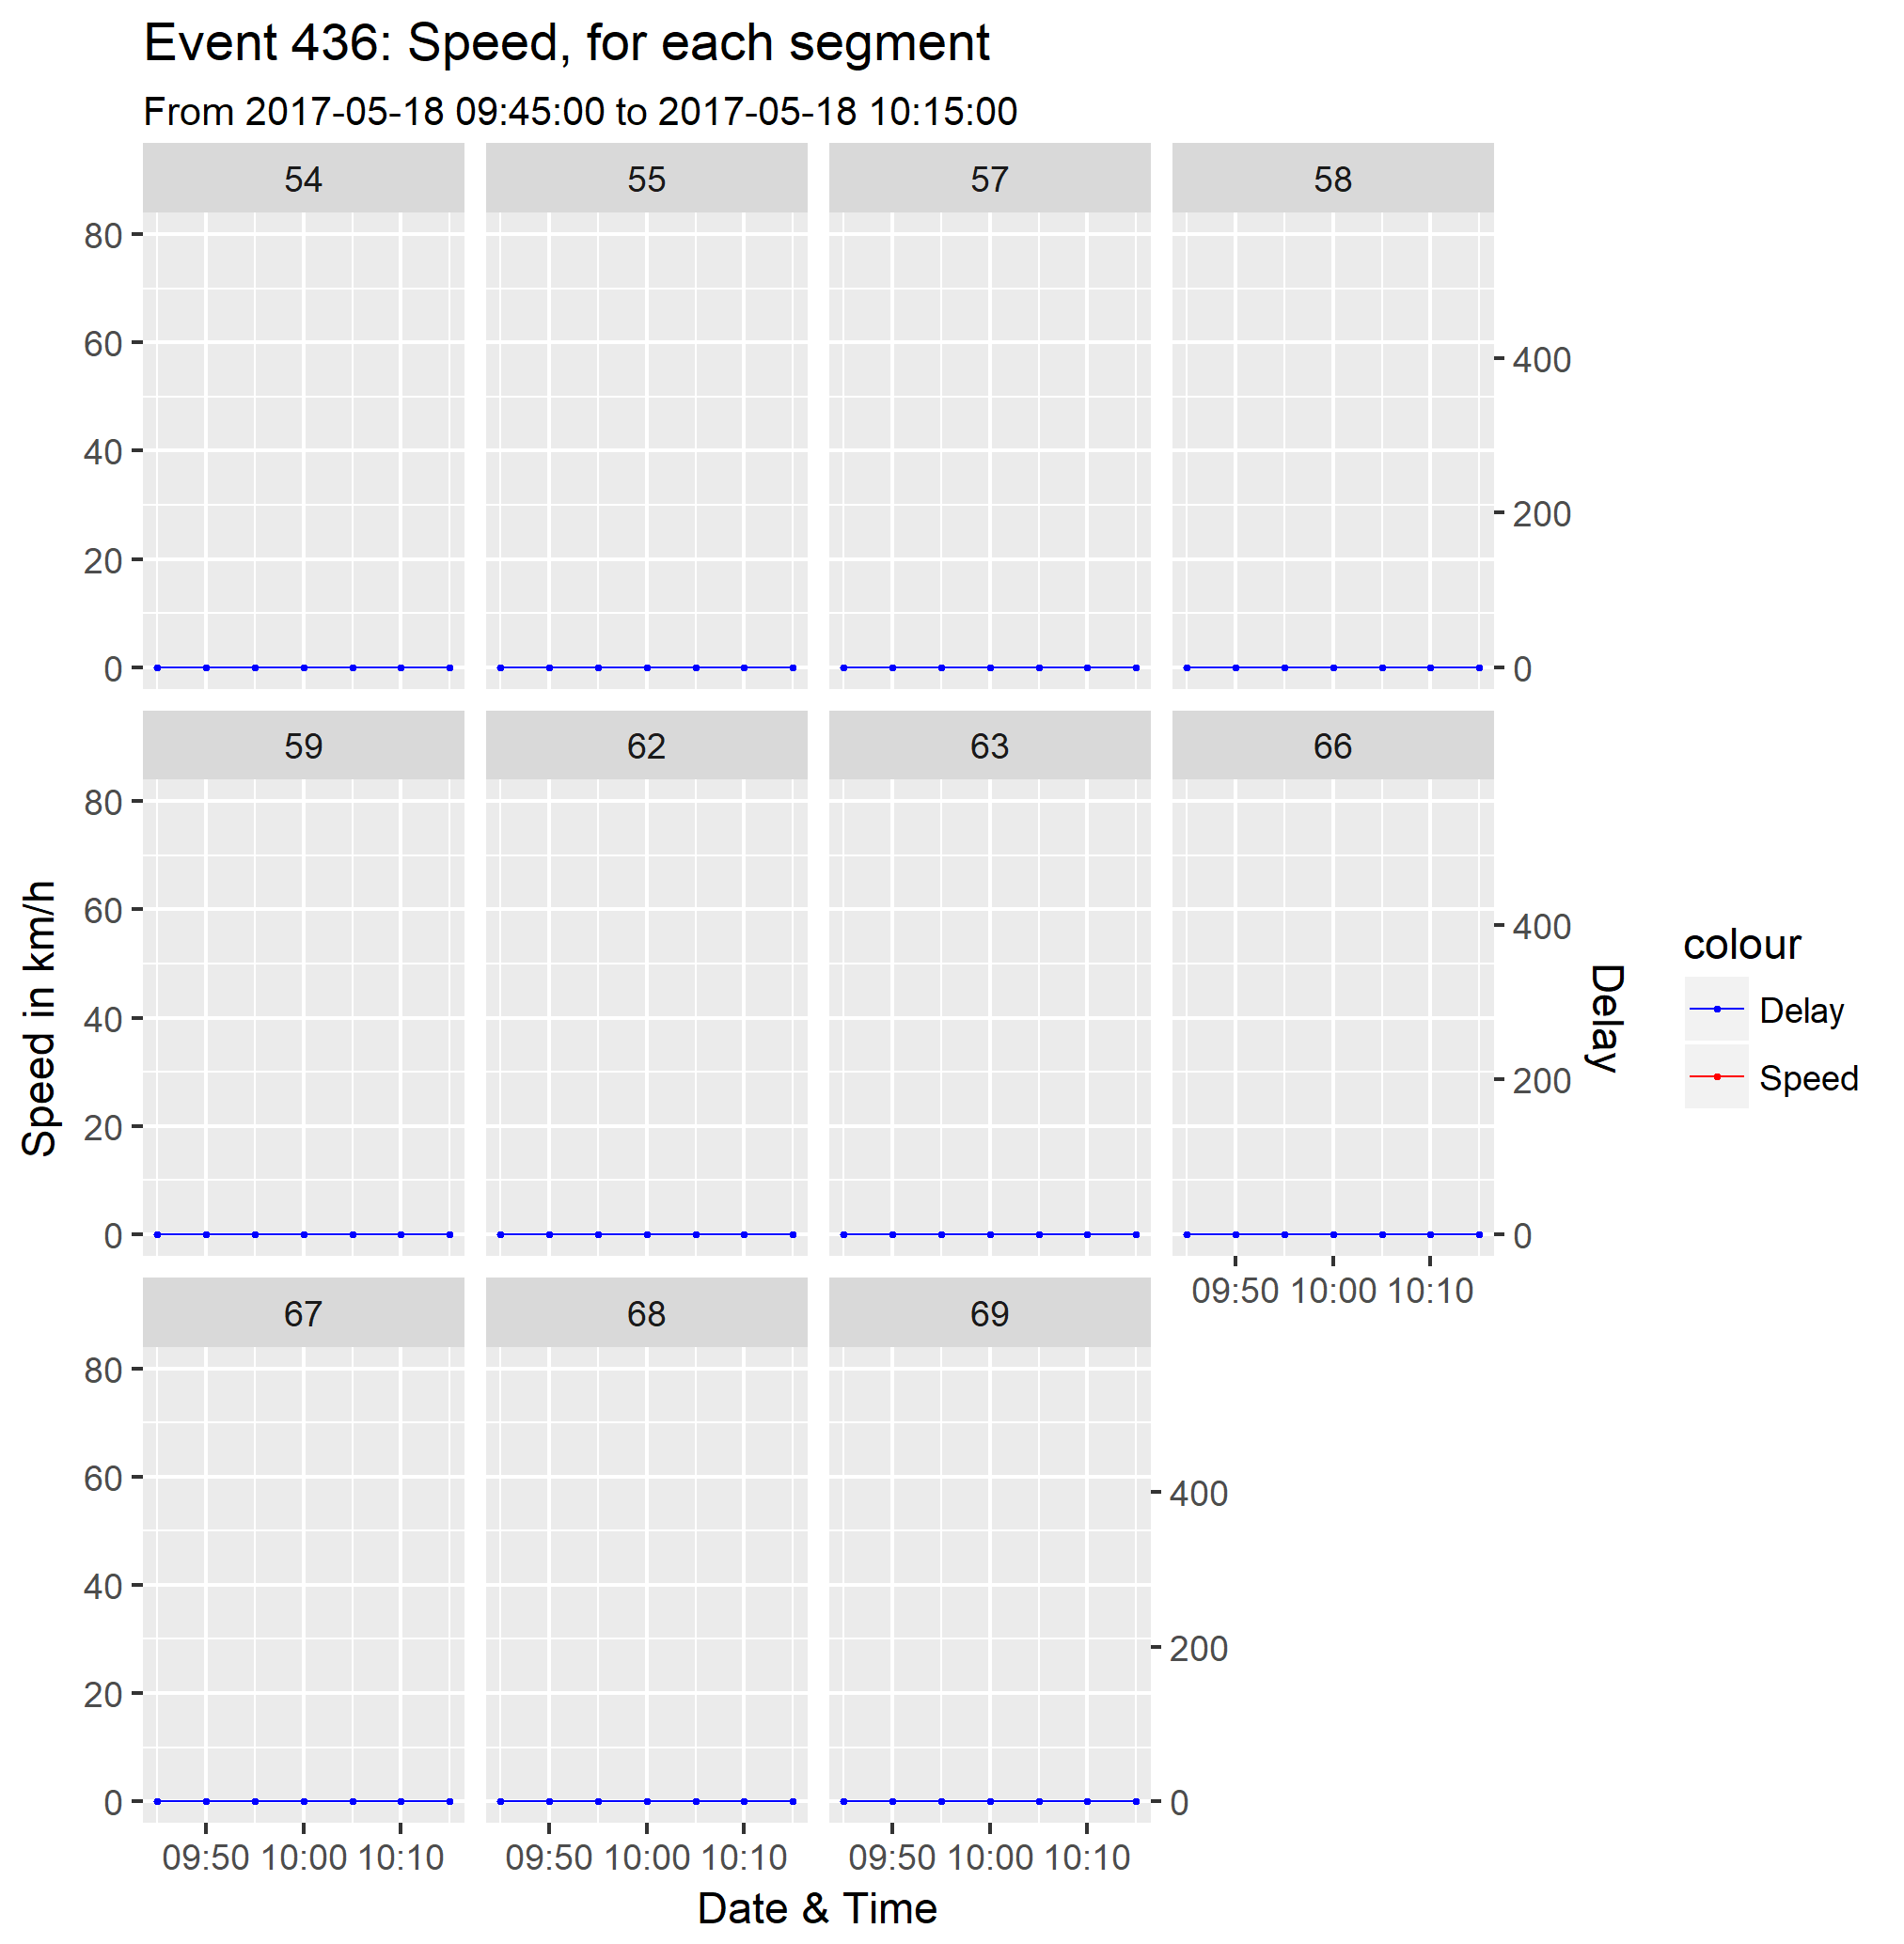 Event 436: Speed, for each segment
From 2017-05-18 09:45:00 to 2017-05-18 10:15:00
54 55 57 58
80
60
40
20
0
400
200
0
59 62 63 66
80
60
40
20
0
400
200
0
09:50 10:00 10:10
67 68 69
80
60
40
20
0
400
200
0
09:50 10:00 10:10 09:50 10:00 10:10 09:50 10:00 10:10
Date & Time
Speed in km/h
Delay
colour
Delay
Speed